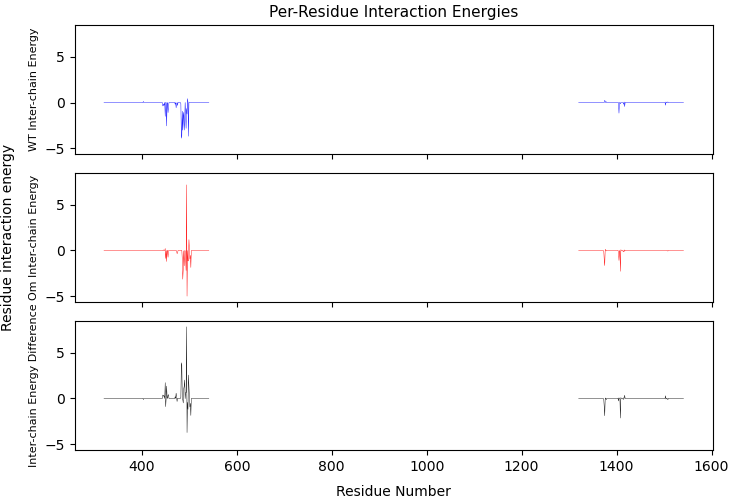 Per-Residue Interaction Energies
Residue interaction energy
WT Inter-chain Energy
5
0
−5
Om Inter-chain Energy
5
0
−5
Inter-chain Energy Difference
5
0
−5
400 600 800 1000 1200 1400 1600
Residue Number